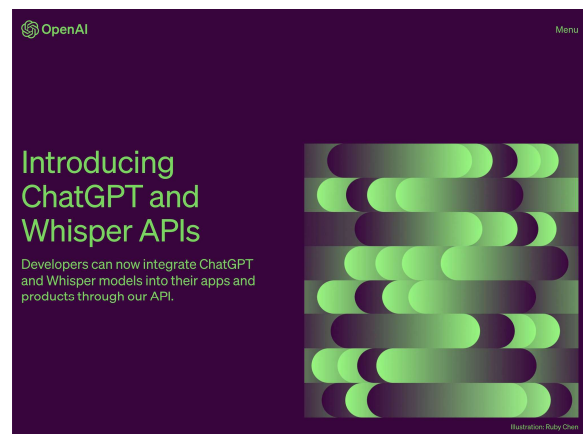 OpenAI
Menu
Introducing
ChatGPT and
Whisper APIs
Developers can now integrate ChatGPT
and Whisper models into their apps and
products through our API.
Illustration: Ruby Chen